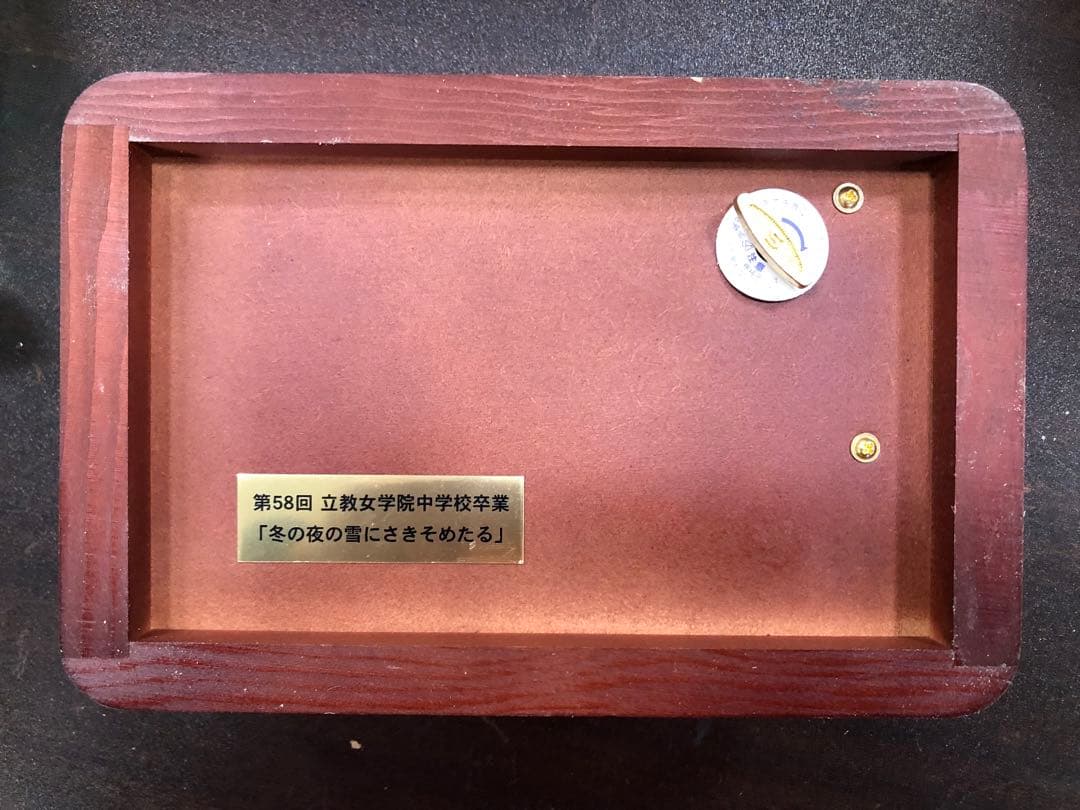 第58回 立教女学院中学校卒業
「冬の夜の雪にさきそめたる」